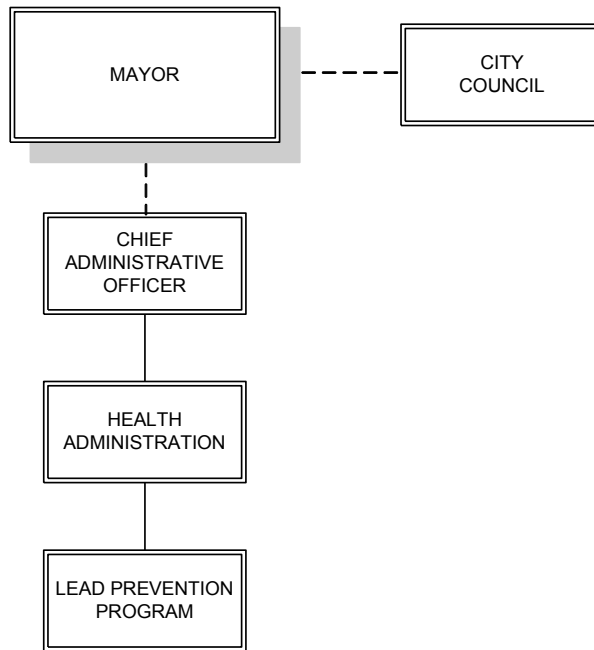 MAYOR
CITY
COUNCIL
CHIEF
ADMINISTRATIVE
OFFICER
HEALTH
ADMINISTRATION
LEAD PREVENTION
PROGRAM